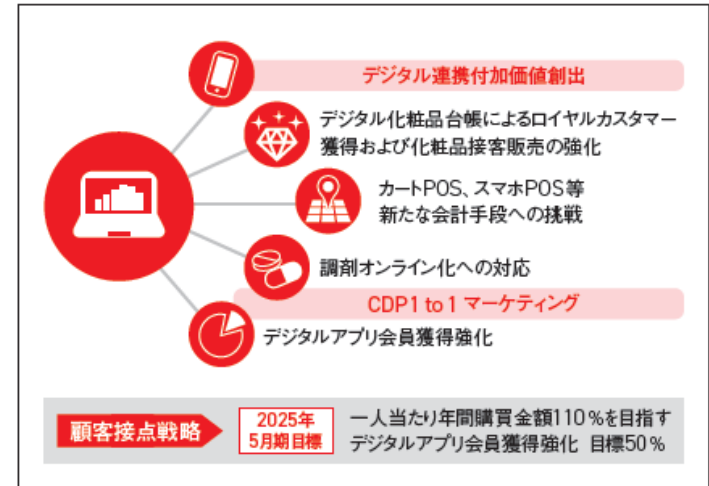 デジタル連携付加価値創出
デジタル化粧品台帳によるロイヤルカスタマー
獲得および化粧品接客販売の強化
カートPOS、スマホPOS等
新たな会計手段への挑戦
調剤オンライン化への対応
CDP1 to 1 マーケティング
デジタルアプリ会員獲得強化
顧客接点戦略
2025年
5月期目標
一人当たり年間購買金額110%を目指す
デジタルアプリ会員獲得強化 目標50%